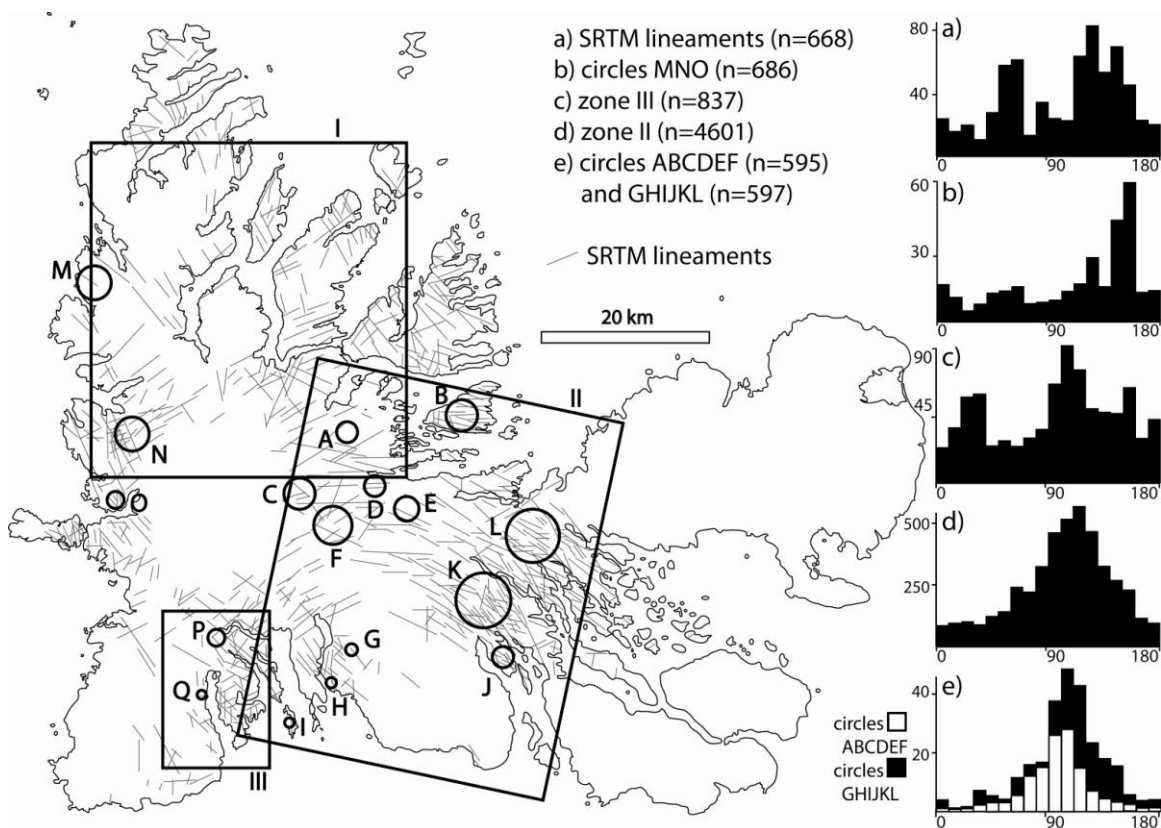 a) SRTM lineaments (n=668)
b) circles MNO (n=686)
c) zone III (n=837)
d) zone II (n=4601)
e) circles ABCDEF (n=595)
and GHIJKL (n=597)
SRTM lineaments
20 km
I
II
III
M
N
O
A
B
C
D
E
F
L
K
J
G
H
I
P
Q
a)
80
40
0
90
180
b)
60
30
0
90
180
c)
90
45
0
90
180
d)
500
250
0
90
180
e)
40
20
0
90
180
circles
ABCDEF
circles
GHIJKL